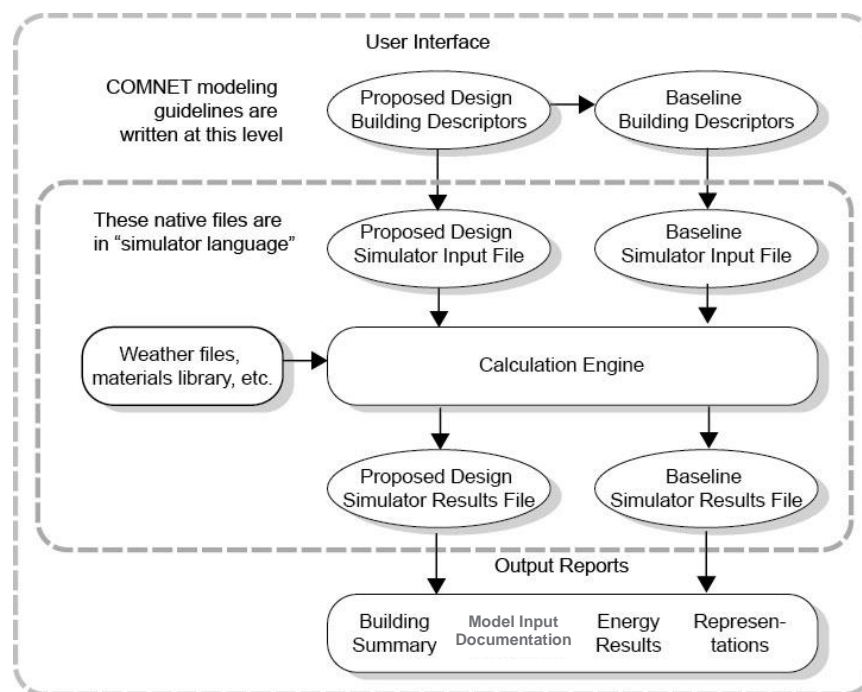 User Interface
COMNET modeling
guidelines are
written at this level
Proposed Design
Building Descriptors
Baseline
Building Descriptors
These native files are
in “simulator language”
Proposed Design
Simulator Input File
Baseline
Simulator Input File
Weather files,
materials library, etc.
Calculation Engine
Proposed Design
Simulator Results File
Baseline
Simulator Results File
Output Reports
Building
Summary
Model Input
Documentation
Energy
Results
Represen-
tations